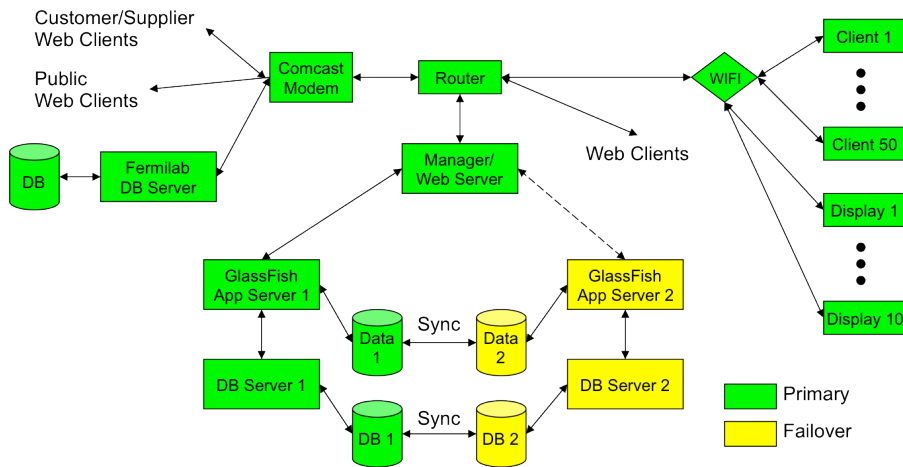 Customer/Supplier
Web Clients
Public
Web Clients
Comcast
Modem
Router
WIFI
Client 1
Client 50
Web Clients
Manager/
Web Server
DB
Fermilab
DB Server
Display 1
Display 10
GlassFish
App Server 1
GlassFish
App Server 2
Data
1
Sync
Data
2
DB Server 1
DB Server 2
DB 1
Sync
DB 2
Primary
Failover